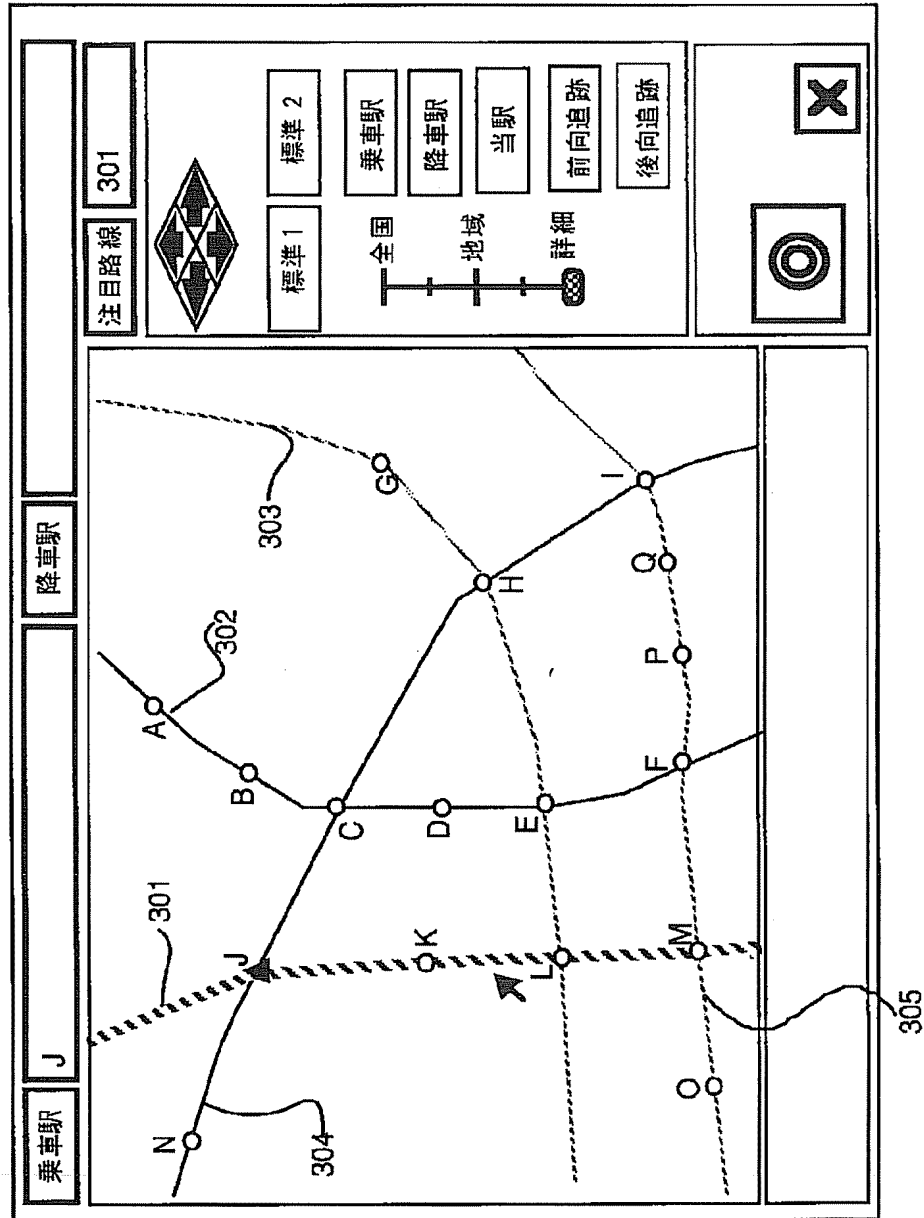 乗車駅
J
降車駅
注目路線
301
標準1
標準2
全国
地域
詳細
乗車駅
降車駅
当駅
前向追跡
後向追跡
301
302
303
304
305
N
J
A
B
C
G
K
D
H
L
E
I
O
M
F
P
Q